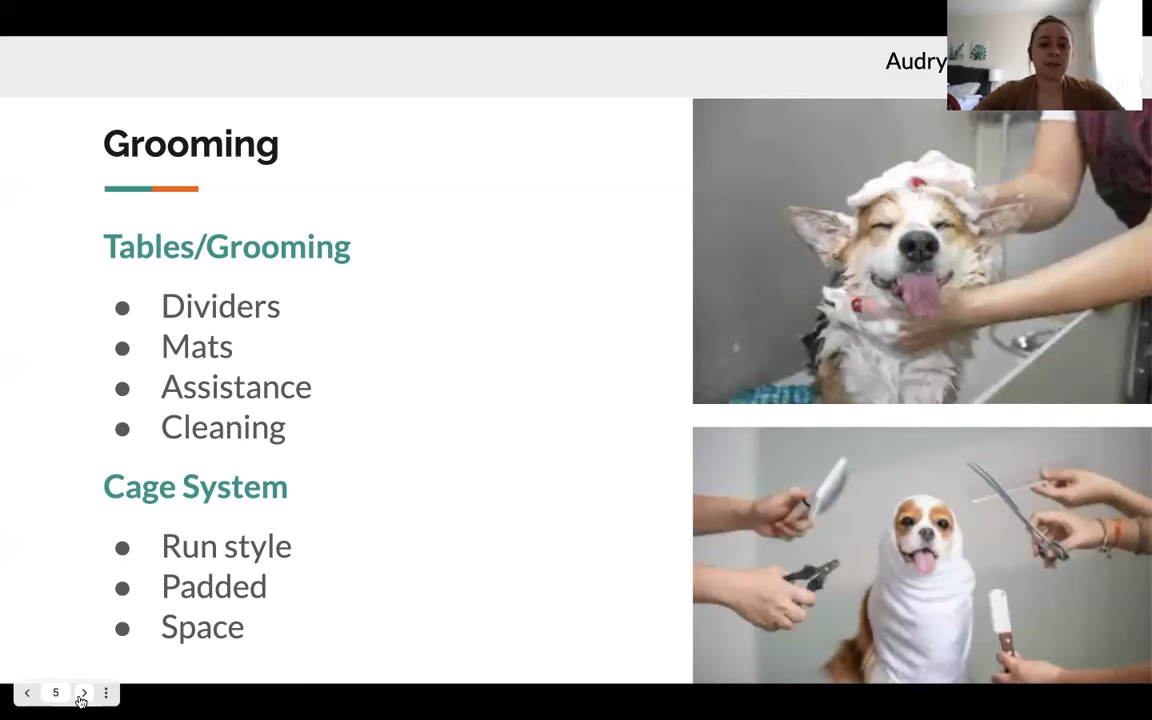 Audry
Grooming
Tables/Grooming
● Dividers
● Mats
● Assistance
● Cleaning
Cage System
● Run style
● Padded
● Space
5